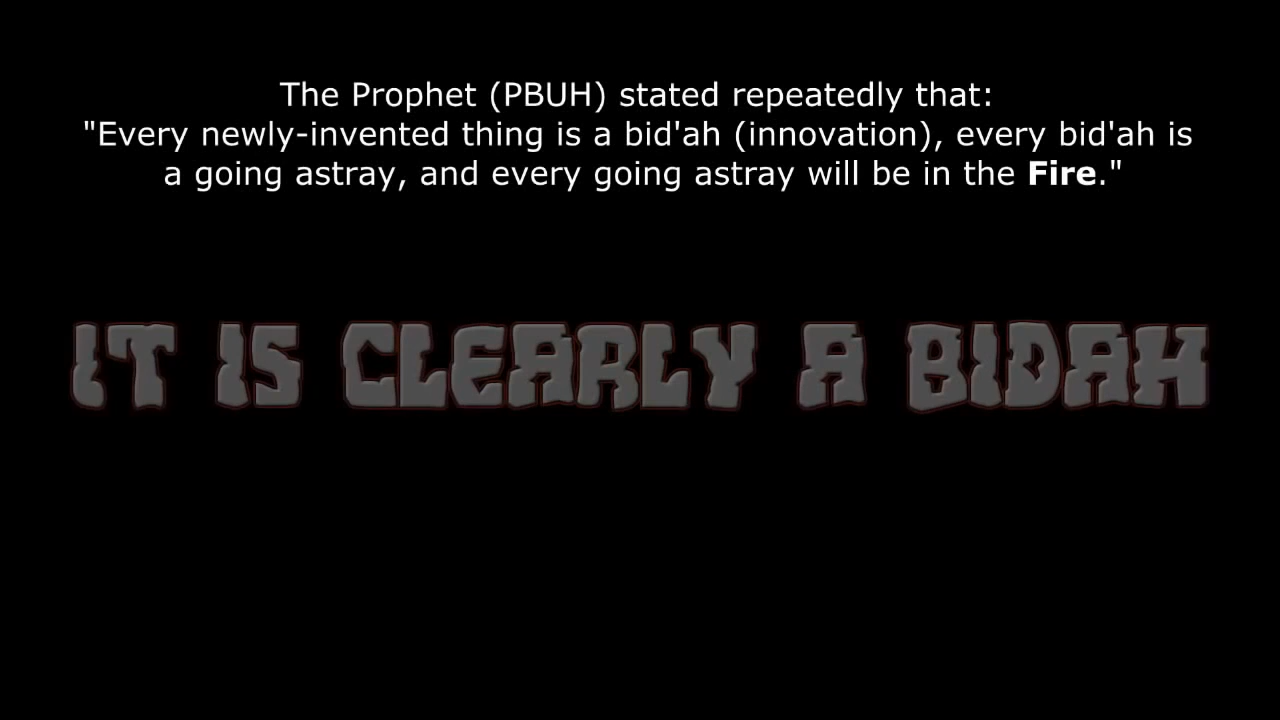 The Prophet (PBUH) stated repeatedly that:
"Every newly-invented thing is a bid'ah (innovation), every bid'ah is
a going astray, and every going astray will be in the Fire."
IT IS CLEARLY A BIDAH